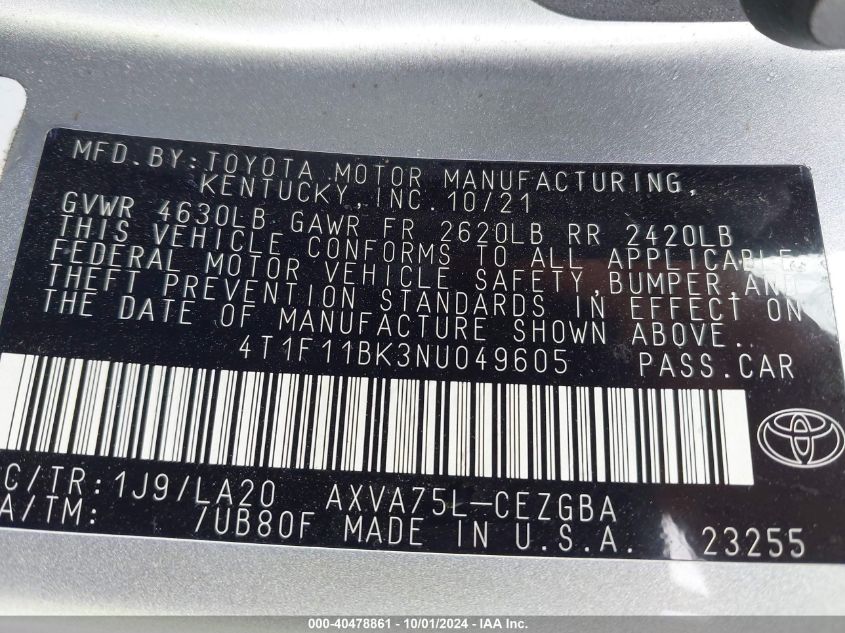 MFD.BY:TOYOTA MOTOR MANUFACTURING,
KENTUCKY,INC.10/21
GVWR 4630LB GAWR FR 2620LB RR 2420LB
THIS VEHICLE CONFORMS TO ALL APPLICABLE
FEDERAL MOTOR VEHICLE SAFETY,BUMPER,AND
THEFT PREVENTION STANDARDS IN EFFECT ON
THE DATE OF MANUFACTURE SHOWN ABOVE.
4T1F11BK3NU049605 PASS.CAR
C/TR:1J9/LA20 AXVA75L-CEZGBA
A/TM: /UB80F MADE IN U.S.A. 23255
000-40478861 - 10/01/2024 - IAA Inc.